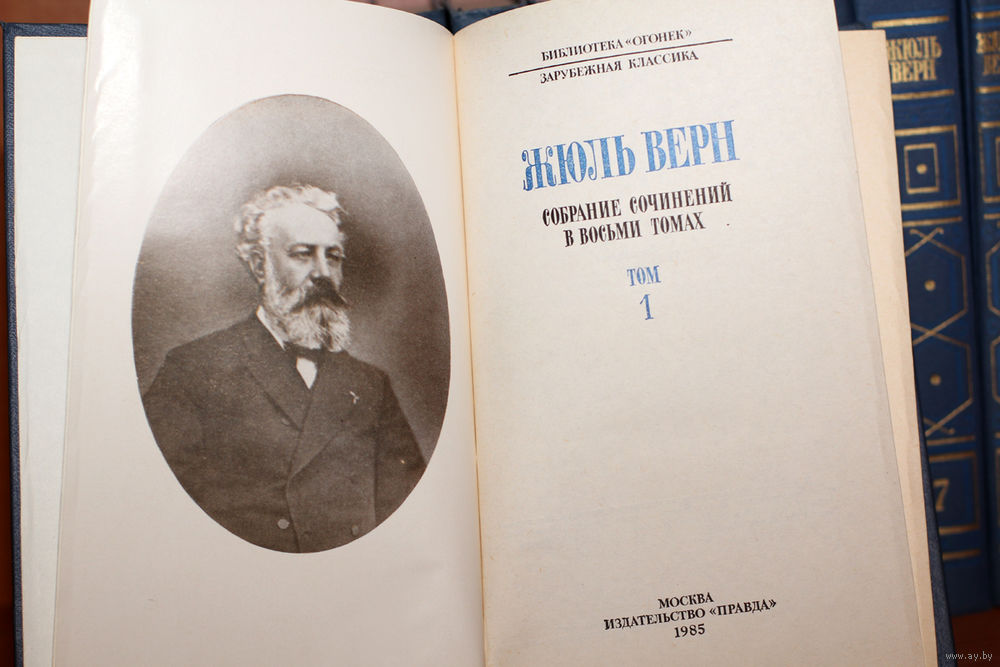 БИБЛИОТЕКА «ОГОНЕК»
ЗАРУБЕЖНАЯ КЛАССИКА
ЖЮЛЬ ВЕРН
СОБРАНИЕ СОЧИНЕНИЙ
В ВОСЬМИ ТОМАХ
ТОМ
1
МОСКВА
ИЗДАТЕЛЬСТВО «ПРАВДА»
1985
ЖЮЛЬ
ВЕРН
7
www.ay.by